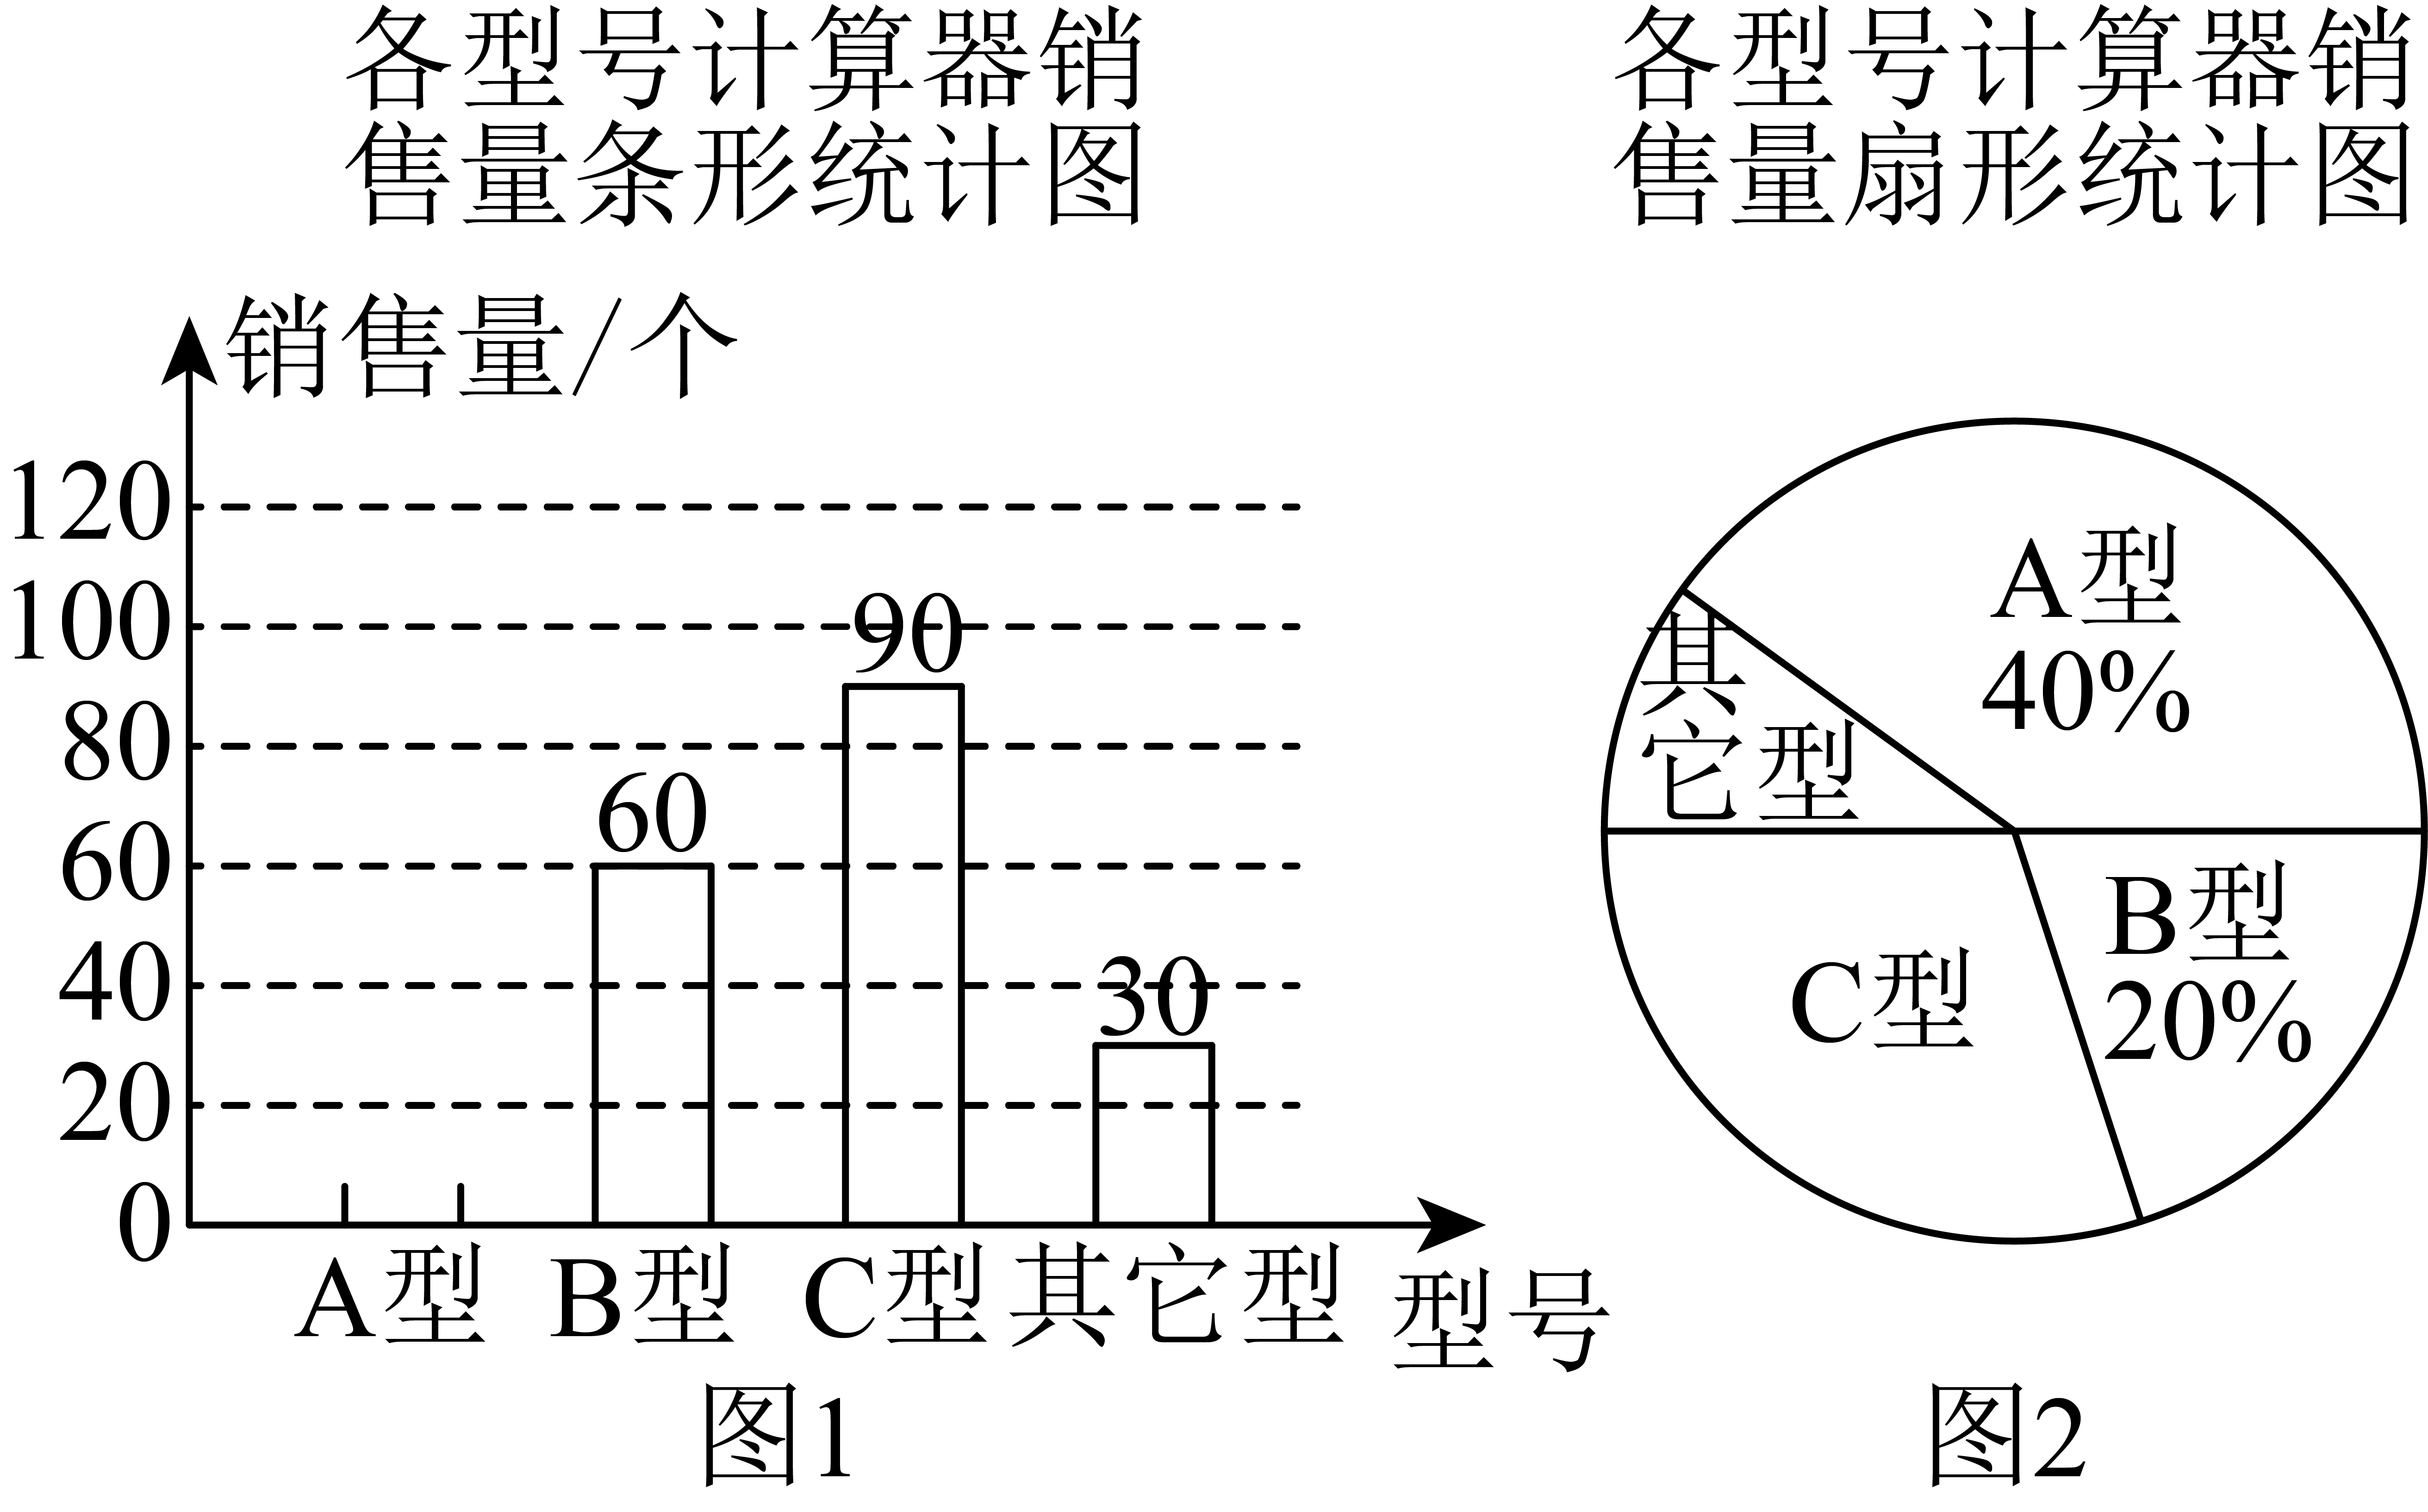 各型号计算器销
售量条形统计图
销售量/个
120
100
80
60
40
20
0
90
60
30
A型 B型 C型 其它型 型号
图1
各型号计算器销
售量扇形统计图
A型
40%
其
它型
B型
20%
C型
图2